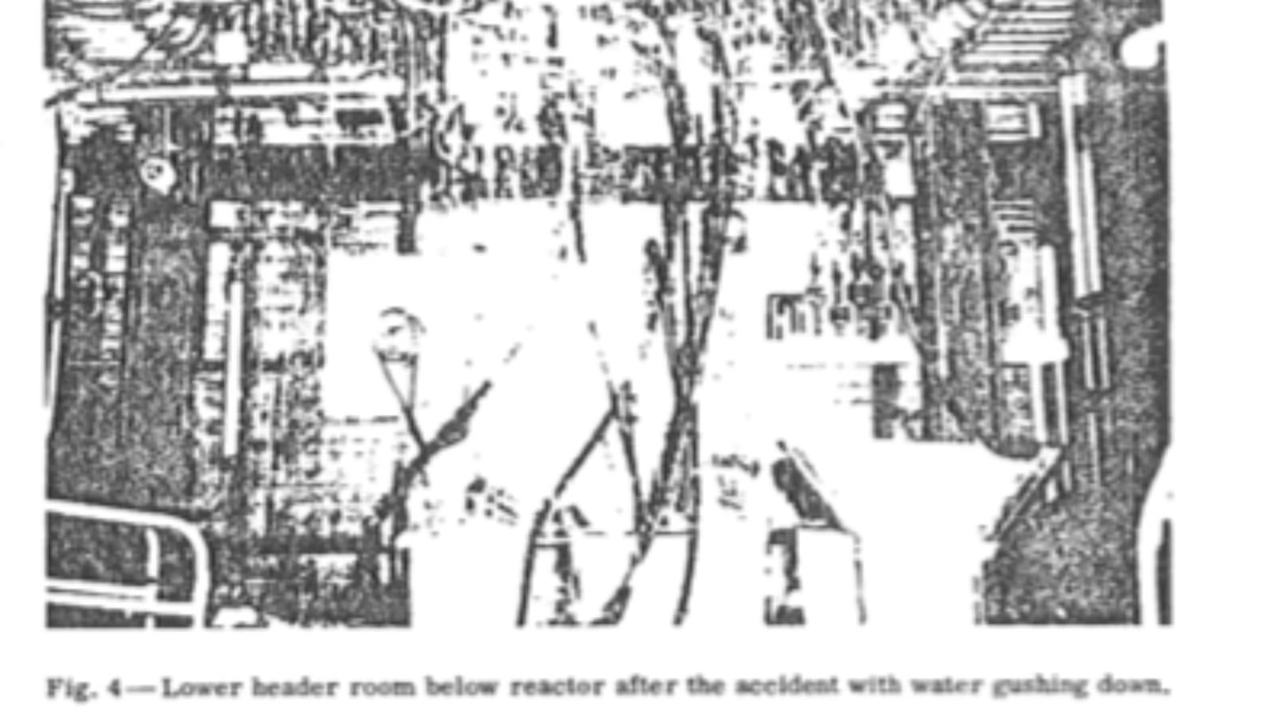 Fig. 4—Lower header room below reactor after the accident with water gushing down.